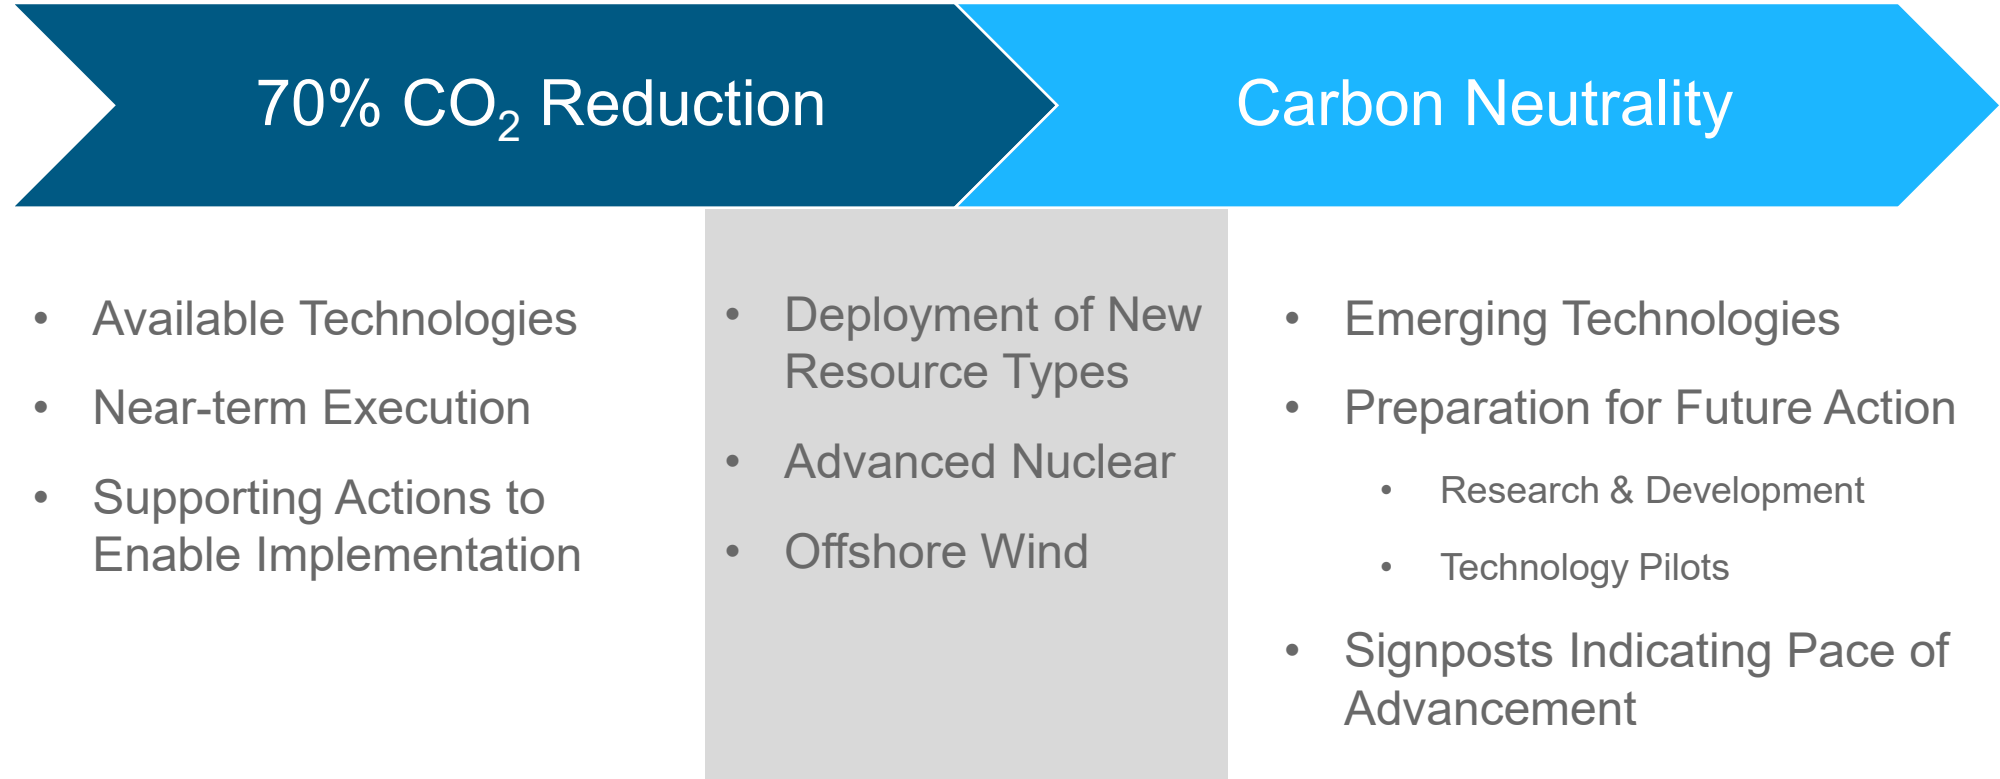 70% CO₂ Reduction
Carbon Neutrality
• Available Technologies
• Near-term Execution
• Supporting Actions to
Enable Implementation
• Deployment of New
Resource Types
• Advanced Nuclear
• Offshore Wind
• Emerging Technologies
• Preparation for Future Action
• Research & Development
• Technology Pilots
• Signposts Indicating Pace of
Advancement